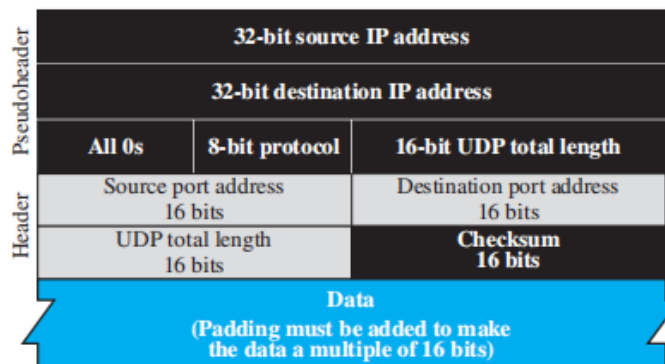 Pseudoheader
32-bit source IP address
32-bit destination IP address
All 0s 8-bit protocol 16-bit UDP total length
Header
Source port address Destination port address
16 bits 16 bits
UDP total length Checksum
16 bits 16 bits
Data
(Padding must be added to make
the data a multiple of 16 bits)